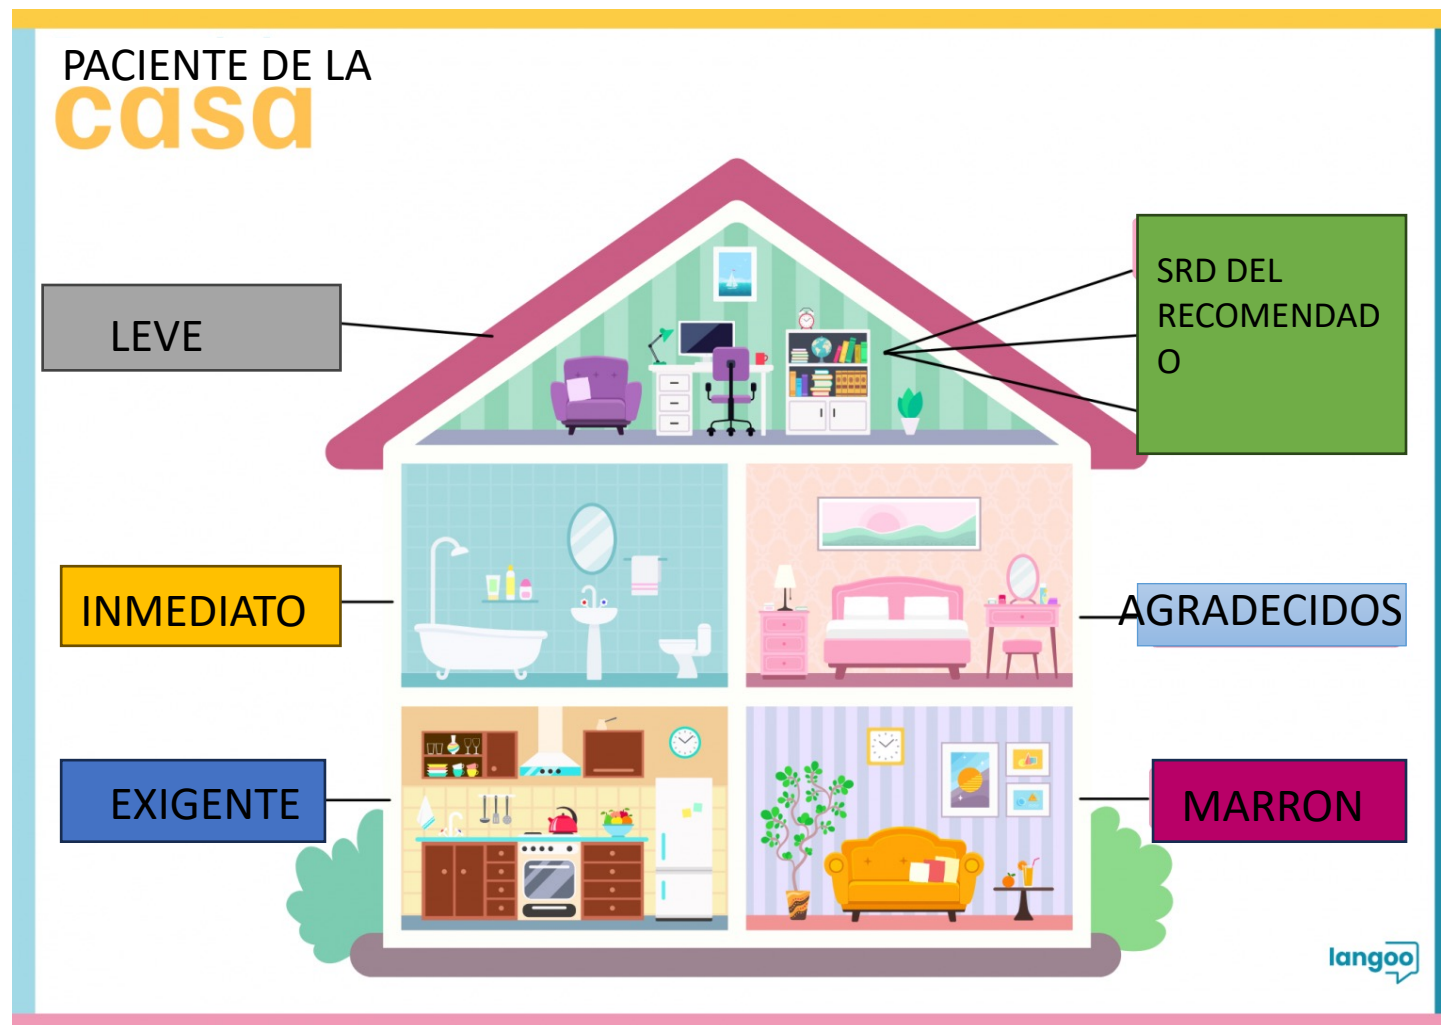 PACIENTE DE LA
casa
LEVE
SRD DEL
RECOMENDAD
O
INMEDIATO
AGRADECIDOS
EXIGENTE
MARRON
langoo